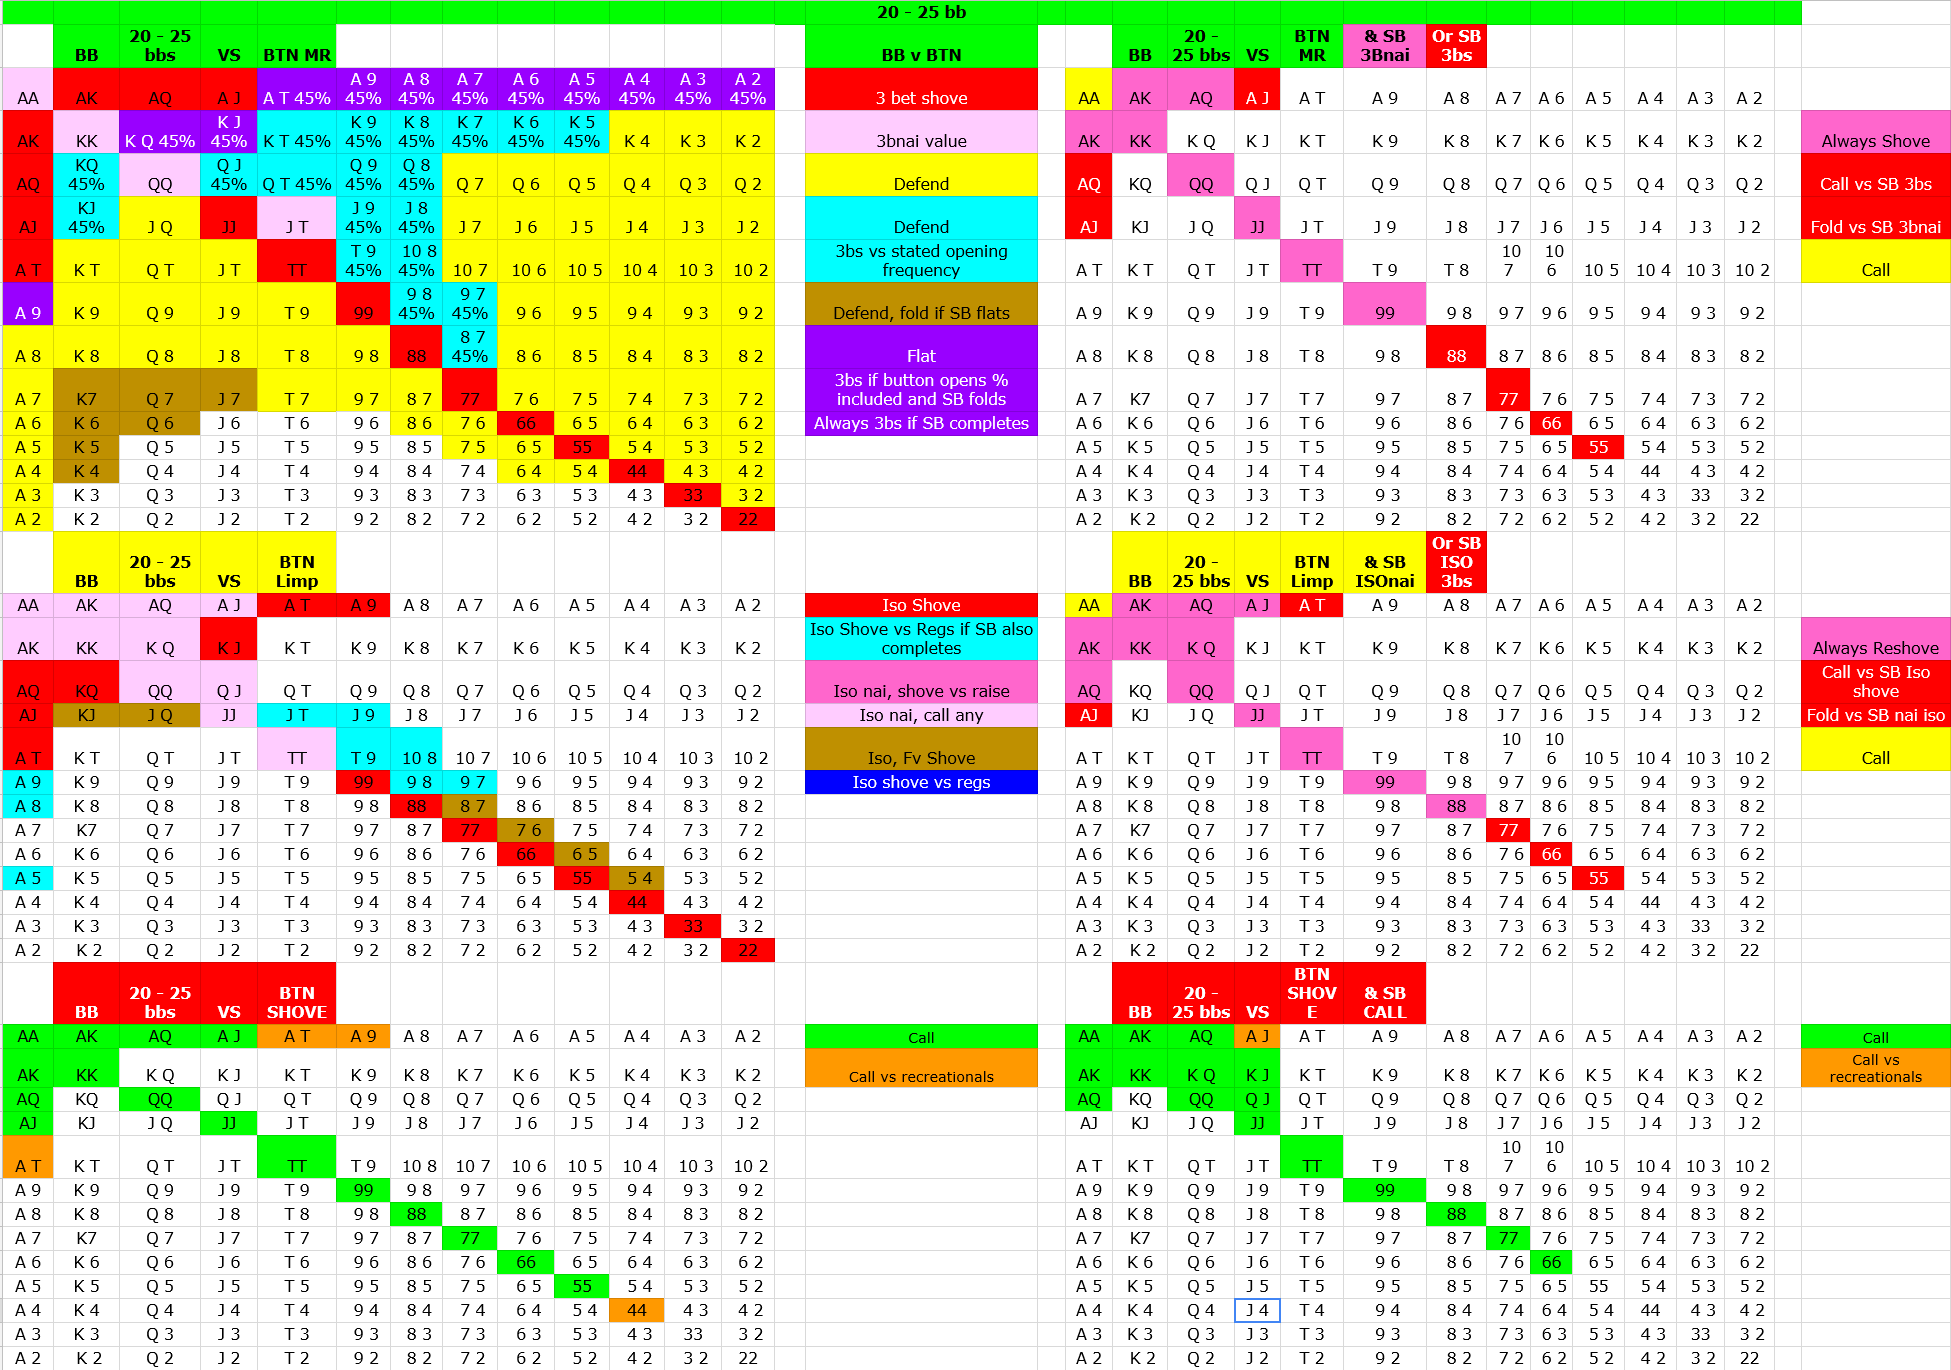 20 - 25 bb
BB 20 - 25 bbs VS BTN MR BB v BTN BB 20 - 25 bbs VS BTN MR & SB 3Bnai Or SB 3bs
AA AK AQ A J A T 45% A 9 45% A 8 45% A 7 45% A 6 45% A 5 45% A 4 45% A 3 45% A 2 45% 3 bet shove AA AK AQ A J A T A 9 A 8 A 7 A 6 A 5 A 4 A 3 A 2
AK KK K Q 45% K J 45% K T 45% K 9 45% K 8 45% K 7 45% K 6 45% K 5 45% K 4 K 3 K 2 3bnai value AK KK K Q K J K T K 9 K 8 K 7 K 6 K 5 K 4 K 3 K 2 Always Shove
AQ KQ 45% QQ Q J 45% Q T 45% Q 9 45% Q 8 45% Q 7 Q 6 Q 5 Q 4 Q 3 Q 2 Defend AQ KQ QQ Q J Q T Q 9 Q 8 Q 7 Q 6 Q 5 Q 4 Q 3 Q 2 Call vs SB 3bs
AJ KJ 45% J Q JJ J T J 9 45% J 8 45% J 7 J 6 J 5 J 4 J 3 J 2 Defend AJ KJ J Q JJ J T J 9 J 8 J 7 J 6 J 5 J 4 J 3 J 2 Fold vs SB 3bnai
A T K T Q T J T TT T 9 45% 10 8 45% 10 7 10 6 10 5 10 4 10 3 10 2 3bs vs stated opening frequency A T K T Q T J T TT T 9 T 8 10 7 10 6 10 5 10 4 10 3 10 2 Call
A 9 K 9 Q 9 J 9 T 9 99 9 8 45% 9 7 45% 9 6 9 5 9 4 9 3 9 2 Defend, fold if SB flats A 9 K 9 Q 9 J 9 T 9 99 9 8 9 7 9 6 9 5 9 4 9 3 9 2
A 8 K 8 Q 8 J 8 T 8 9 8 88 8 7 45% 8 6 8 5 8 4 8 3 8 2 Flat A 8 K 8 Q 8 J 8 T 8 9 8 88 8 7 8 6 8 5 8 4 8 3 8 2
A 7 K7 Q 7 J 7 T 7 9 7 8 7 77 7 6 7 5 7 4 7 3 7 2 3bs if button opens % included and SB folds A 7 K7 Q 7 J 7 T 7 9 7 8 7 77 7 6 7 5 7 4 7 3 7 2
A 6 K 6 Q 6 J 6 T 6 9 6 8 6 7 6 66 6 5 6 4 6 3 6 2 Always 3bs if SB completes A 6 K 6 Q 6 J 6 T 6 9 6 8 6 7 6 66 6 5 6 4 6 3 6 2
A 5 K 5 Q 5 J 5 T 5 9 5 8 5 7 5 6 5 55 5 4 5 3 5 2 A 5 K 5 Q 5 J 5 T 5 9 5 8 5 7 5 6 5 55 5 4 5 3 5 2
A 4 K 4 Q 4 J 4 T 4 9 4 8 4 7 4 6 4 5 4 44 4 3 4 2 A 4 K 4 Q 4 J 4 T 4 9 4 8 4 7 4 6 4 5 4 44 4 3 4 2
A 3 K 3 Q 3 J 3 T 3 9 3 8 3 7 3 6 3 5 3 4 3 33 3 2 A 3 K 3 Q 3 J 3 T 3 9 3 8 3 7 3 6 3 5 3 4 3 33 3 2
A 2 K 2 Q 2 J 2 T 2 9 2 8 2 7 2 6 2 5 2 4 2 3 2 22 A 2 K 2 Q 2 J 2 T 2 9 2 8 2 7 2 6 2 5 2 4 2 3 2 22
BB 20 - 25 bbs VS BTN Limp BB 20 - 25 bbs VS BTN Limp & SB ISOnai Or SB ISO 3bs
AA AK AQ A J A T A 9 A 8 A 7 A 6 A 5 A 4 A 3 A 2 Iso Shove AA AK AQ A J A T A 9 A 8 A 7 A 6 A 5 A 4 A 3 A 2
AK KK K Q K J K T K 9 K 8 K 7 K 6 K 5 K 4 K 3 K 2 Iso Shove vs Regs if SB also completes AK KK K Q K J K T K 9 K 8 K 7 K 6 K 5 K 4 K 3 K 2 Always Reshove
AQ KQ QQ Q J Q T Q 9 Q 8 Q 7 Q 6 Q 5 Q 4 Q 3 Q 2 Iso nai, shove vs raise AQ KQ QQ Q J Q T Q 9 Q 8 Q 7 Q 6 Q 5 Q 4 Q 3 Q 2 Call vs SB Iso shove
AJ KJ J Q JJ J T J 9 J 8 J 7 J 6 J 5 J 4 J 3 J 2 Iso nai, call any AJ KJ J Q JJ J T J 9 J 8 J 7 J 6 J 5 J 4 J 3 J 2 Fold vs SB nai iso
A T K T Q T J T TT T 9 10 8 10 7 10 6 10 5 10 4 10 3 10 2 Iso, Fv Shove A T K T Q T J T TT T 9 T 8 10 7 10 6 10 5 10 4 10 3 10 2 Call
A 9 K 9 Q 9 J 9 T 9 99 9 8 9 7 9 6 9 5 9 4 9 3 9 2 Iso shove vs regs A 9 K 9 Q 9 J 9 T 9 99 9 8 9 7 9 6 9 5 9 4 9 3 9 2
A 8 K 8 Q 8 J 8 T 8 9 8 88 8 7 8 6 8 5 8 4 8 3 8 2 A 8 K 8 Q 8 J 8 T 8 9 8 88 8 7 8 6 8 5 8 4 8 3 8 2
A 7 K7 Q 7 J 7 T 7 9 7 8 7 77 7 6 7 5 7 4 7 3 7 2 A 7 K7 Q 7 J 7 T 7 9 7 8 7 77 7 6 7 5 7 4 7 3 7 2
A 6 K 6 Q 6 J 6 T 6 9 6 8 6 7 6 66 6 5 6 4 6 3 6 2 A 6 K 6 Q 6 J 6 T 6 9 6 8 6 7 6 66 6 5 6 4 6 3 6 2
A 5 K 5 Q 5 J 5 T 5 9 5 8 5 7 5 6 5 55 5 4 5 3 5 2 A 5 K 5 Q 5 J 5 T 5 9 5 8 5 7 5 6 5 55 5 4 5 3 5 2
A 4 K 4 Q 4 J 4 T 4 9 4 8 4 7 4 6 4 5 4 44 4 3 4 2 A 4 K 4 Q 4 J 4 T 4 9 4 8 4 7 4 6 4 5 4 44 4 3 4 2
A 3 K 3 Q 3 J 3 T 3 9 3 8 3 7 3 6 3 5 3 4 3 33 3 2 A 3 K 3 Q 3 J 3 T 3 9 3 8 3 7 3 6 3 5 3 4 3 33 3 2
A 2 K 2 Q 2 J 2 T 2 9 2 8 2 7 2 6 2 5 2 4 2 3 2 22 A 2 K 2 Q 2 J 2 T 2 9 2 8 2 7 2 6 2 5 2 4 2 3 2 22
BB 20 - 25 bbs VS BTN SHOVE BB 20 - 25 bbs VS BTN SHOVE & SB CALL
AA AK AQ A J A T A 9 A 8 A 7 A 6 A 5 A 4 A 3 A 2 Call AA AK AQ A J A T A 9 A 8 A 7 A 6 A 5 A 4 A 3 A 2 Call
AK KK K Q K J K T K 9 K 8 K 7 K 6 K 5 K 4 K 3 K 2 Call vs recreationals AK KK K Q K J K T K 9 K 8 K 7 K 6 K 5 K 4 K 3 K 2 Call vs recreationals
AQ KQ QQ Q J Q T Q 9 Q 8 Q 7 Q 6 Q 5 Q 4 Q 3 Q 2 AQ KQ QQ Q J Q T Q 9 Q 8 Q 7 Q 6 Q 5 Q 4 Q 3 Q 2
AJ KJ J Q JJ J T J 9 J 8 J 7 J 6 J 5 J 4 J 3 J 2 AJ KJ J Q JJ J T J 9 J 8 J 7 J 6 J 5 J 4 J 3 J 2
A T K T Q T J T TT T 9 10 8 10 7 10 6 10 5 10 4 10 3 10 2 A T K T Q T J T TT T 9 T 8 10 7 10 6 10 5 10 4 10 3 10 2
A 9 K 9 Q 9 J 9 T 9 99 9 8 9 7 9 6 9 5 9 4 9 3 9 2 A 9 K 9 Q 9 J 9 T 9 99 9 8 9 7 9 6 9 5 9 4 9 3 9 2
A 8 K 8 Q 8 J 8 T 8 9 8 88 8 7 8 6 8 5 8 4 8 3 8 2 A 8 K 8 Q 8 J 8 T 8 9 8 88 8 7 8 6 8 5 8 4 8 3 8 2
A 7 K7 Q 7 J 7 T 7 9 7 8 7 77 7 6 7 5 7 4 7 3 7 2 A 7 K7 Q 7 J 7 T 7 9 7 8 7 77 7 6 7 5 7 4 7 3 7 2
A 6 K 6 Q 6 J 6 T 6 9 6 8 6 7 6 66 6 5 6 4 6 3 6 2 A 6 K 6 Q 6 J 6 T 6 9 6 8 6 7 6 66 6 5 6 4 6 3 6 2
A 5 K 5 Q 5 J 5 T 5 9 5 8 5 7 5 6 5 55 5 4 5 3 5 2 A 5 K 5 Q 5 J 5 T 5 9 5 8 5 7 5 6 5 55 5 4 5 3 5 2
A 4 K 4 Q 4 J 4 T 4 9 4 8 4 7 4 6 4 5 4 44 4 3 4 2 A 4 K 4 Q 4 J 4 T 4 9 4 8 4 7 4 6 4 5 4 44 4 3 4 2
A 3 K 3 Q 3 J 3 T 3 9 3 8 3 7 3 6 3 5 3 4 3 33 3 2 A 3 K 3 Q 3 J 3 T 3 9 3 8 3 7 3 6 3 5 3 4 3 33 3 2
A 2 K 2 Q 2 J 2 T 2 9 2 8 2 7 2 6 2 5 2 4 2 3 2 22 A 2 K 2 Q 2 J 2 T 2 9 2 8 2 7 2 6 2 5 2 4 2 3 2 22